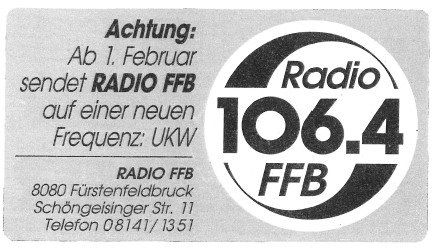 Achtung:
Ab 1. Februar
sendet RADIO FFB
auf einer neuen
Frequenz: UKW
RADIO FFB
8080 Fürstenfeldbruck
Schöngeisinger Str. 11
Telefon 08141/1351
Radio
106.4
FFB